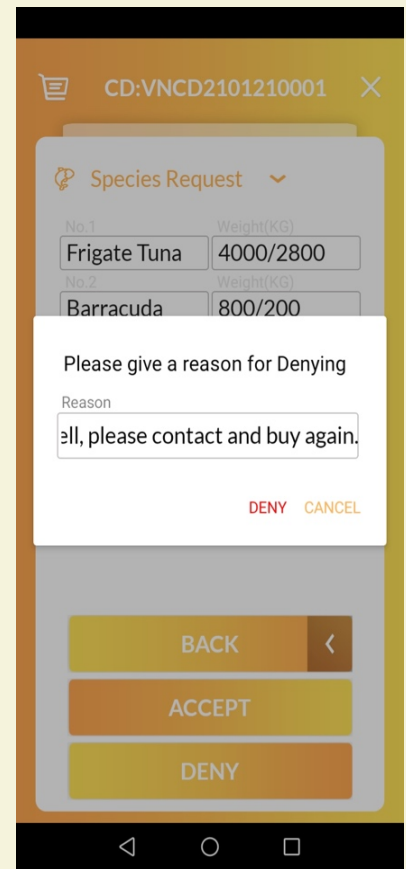 CD:VNCD2101210001
Species Request
No.1 Weight(KG)
Frigate Tuna 4000/2800
No.2 Weight(KG)
Barracuda 800/200
Please give a reason for Denying
Reason
ell, please contact and buy again.
DENY CANCEL
BACK
ACCEPT
DENY